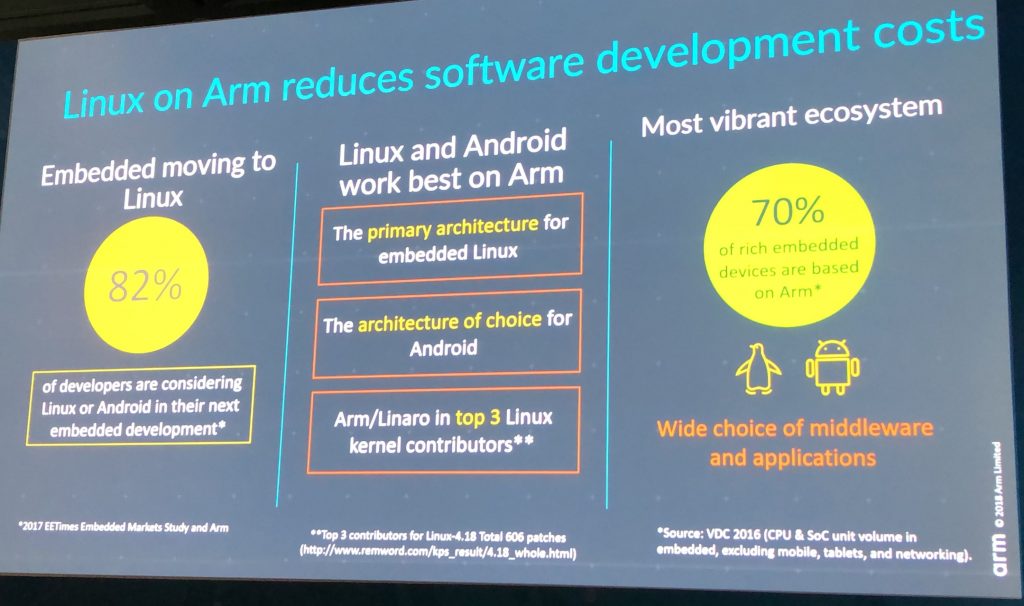 Linux on Arm reduces software development costs
Embedded moving to
Linux
82%
of developers are considering
Linux or Android in their next
embedded development*
*2017 EETimes Embedded Markets Study and Arm
Linux and Android
work best on Arm
The primary architecture for
embedded Linux
The architecture of choice for
Android
Arm/Linaro in top 3 Linux
kernel contributors**
**Top 3 contributors for Linux-4.18 Total 606 patches
(http://www.remword.com/kps_result/4.18_whole.html)
Most vibrant ecosystem
70%
of rich embedded
devices are based
on Arm*
Wide choice of middleware
and applications
*Source: VDC 2016 (CPU & SoC unit volume in
embedded, excluding mobile, tablets, and networking).
arm © 2018 Arm Limited